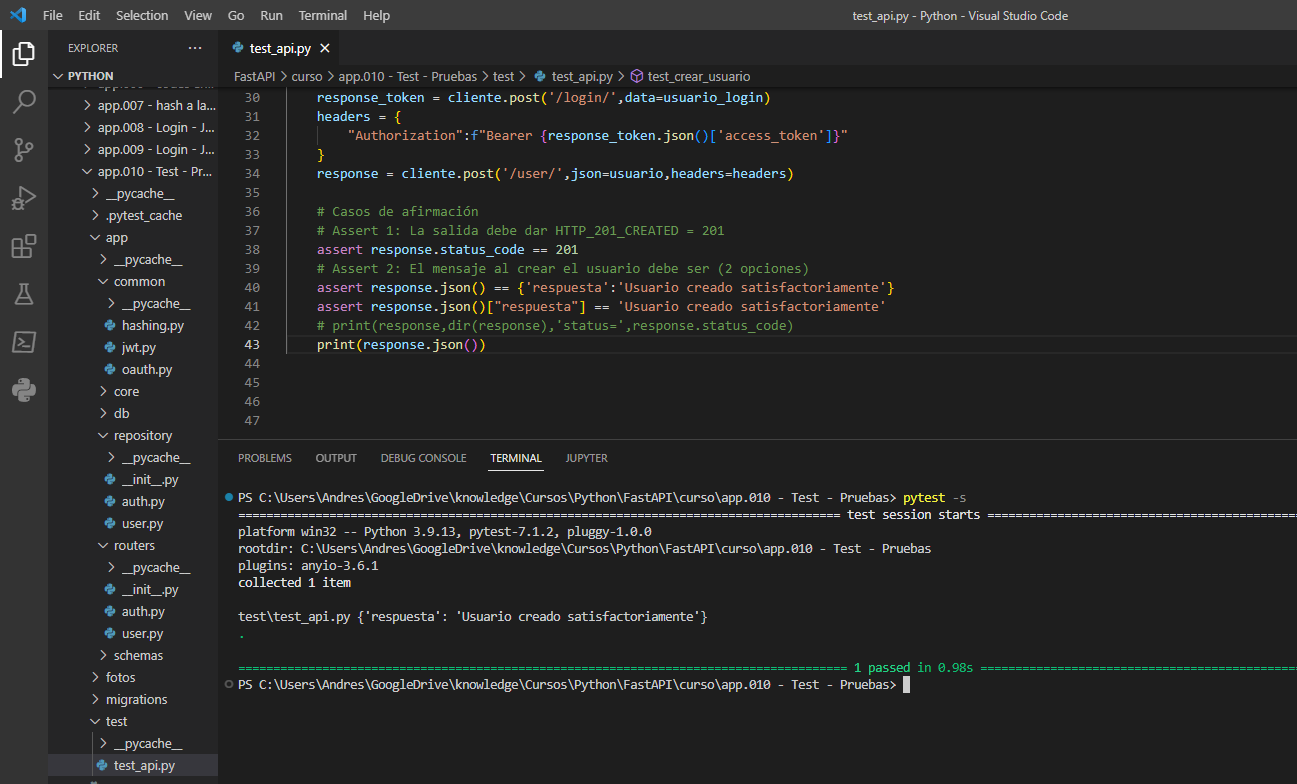 File Edit Selection View Go Run Terminal Help
test_api.py - Python - Visual Studio Code
EXPLORER ···
PYTHON
app.007 - hash a la...
app.008 - Login - J...
app.009 - Login - J...
app.010 - Test - Pr...
__pycache__
.pytest_cache
app
__pycache__
common
__pycache__
hashing.py
jwt.py
oauth.py
core
db
repository
__pycache__
__init__.py
auth.py
user.py
routers
__pycache__
__init__.py
auth.py
user.py
schemas
fotos
migrations
test
__pycache__
test_api.py
test_api.py
FastAPI > curso > app.010 - Test - Pruebas > test > test_api.py > test_crear_usuario
30 response_token = cliente.post('/login/',data=usuario_login)
31 headers = {
32 "Authorization":f"Bearer {response_token.json()['access_token']}"
33 }
34 response = cliente.post('/user/',json=usuario,headers=headers)
35
36 # Casos de afirmación
37 # Assert 1: La salida debe dar HTTP_201_CREATED = 201
38 assert response.status_code == 201
39 # Assert 2: El mensaje al crear el usuario debe ser (2 opciones)
40 assert response.json() == {'respuesta':'Usuario creado satisfactoriamente'}
41 assert response.json()["respuesta"] == 'Usuario creado satisfactoriamente'
42 # print(response,dir(response),'status=',response.status_code)
43 print(response.json())
44
45
46
47
PROBLEMS OUTPUT DEBUG CONSOLE TERMINAL JUPYTER
PS C:\Users\Andres\GoogleDrive\knowledge\Cursos\Python\FastAPI\curso\app.010 - Test - Pruebas> pytest -s
=== test session starts ===
platform win32 -- Python 3.9.13, pytest-7.1.2, pluggy-1.0.0
rootdir: C:\Users\Andres\GoogleDrive\knowledge\Cursos\Python\FastAPI\curso\app.010 - Test - Pruebas
plugins: anyio-3.6.1
collected 1 item
test\test_api.py {'respuesta': 'Usuario creado satisfactoriamente'}
.
=== 1 passed in 0.98s ===
PS C:\Users\Andres\GoogleDrive\knowledge\Cursos\Python\FastAPI\curso\app.010 - Test - Pruebas>